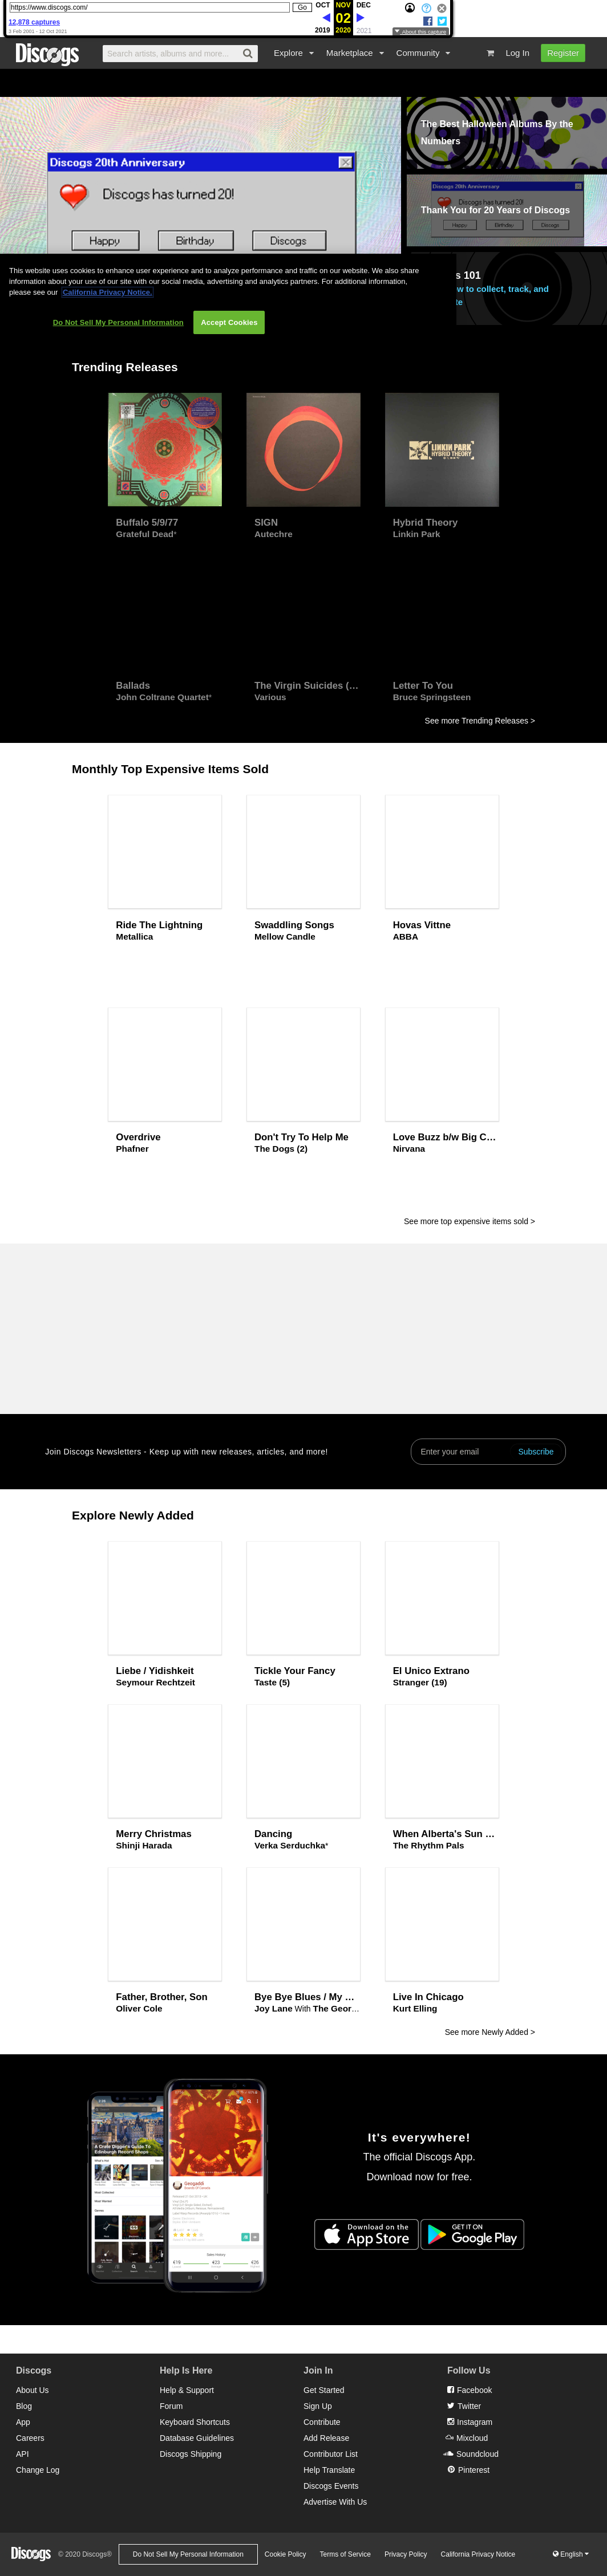 https://www.discogs.com/
Go
OCT NOV DEC
02
2019 2020 2021
12,878 captures
3 Feb 2001 - 12 Oct 2021
About this capture
Discogs
Search artists, albums and more...
Explore
Marketplace
Community
Log In
Register
Discogs 20th Anniversary
Discogs has turned 20!
Happy
Birthday
Discogs
The Best Halloween Albums By the
Numbers
Discogs 20th Anniversary
Thank You for 20 Years of Discogs
Happy
Birthday
Discogs
s 101
w to collect, track, and
te
This website uses cookies to enhance user experience and to analyze performance and traffic on our website. We also share
information about your use of our site with our social media, advertising and analytics partners. For additional information,
please see our California Privacy Notice.
Do Not Sell My Personal Information
Accept Cookies
Trending Releases
LINKIN PARK
HYBRID THEORY
Buffalo 5/9/77
Grateful Dead*
SIGN
Autechre
Hybrid Theory
Linkin Park
Ballads
John Coltrane Quartet*
The Virgin Suicides (…
Various
Letter To You
Bruce Springsteen
See more Trending Releases >
Monthly Top Expensive Items Sold
Ride The Lightning
Metallica
Swaddling Songs
Mellow Candle
Hovas Vittne
ABBA
Overdrive
Phafner
Don't Try To Help Me
The Dogs (2)
Love Buzz b/w Big C…
Nirvana
See more top expensive items sold >
Join Discogs Newsletters - Keep up with new releases, articles, and more!
Enter your email
Subscribe
Explore Newly Added
Liebe / Yidishkeit
Seymour Rechtzeit
Tickle Your Fancy
Taste (5)
El Unico Extrano
Stranger (19)
Merry Christmas
Shinji Harada
Dancing
Verka Serduchka*
When Alberta's Sun …
The Rhythm Pals
Father, Brother, Son
Oliver Cole
Bye Bye Blues / My …
Joy Lane With The Geor…
Live In Chicago
Kurt Elling
See more Newly Added >
A Crate Digger's Guide To
Edinburgh Record Shops
Geogaddi
Boards of Canada
It's everywhere!
The official Discogs App.
Download now for free.
Download on the
App Store
GET IT ON
Google Play
Discogs
About Us
Blog
App
Careers
API
Change Log
Help Is Here
Help & Support
Forum
Keyboard Shortcuts
Database Guidelines
Discogs Shipping
Join In
Get Started
Sign Up
Contribute
Add Release
Contributor List
Help Translate
Discogs Events
Advertise With Us
Follow Us
Facebook
Twitter
Instagram
Mixcloud
Soundcloud
Pinterest
Discogs
© 2020 Discogs®
Do Not Sell My Personal Information
Cookie Policy
Terms of Service
Privacy Policy
California Privacy Notice
English